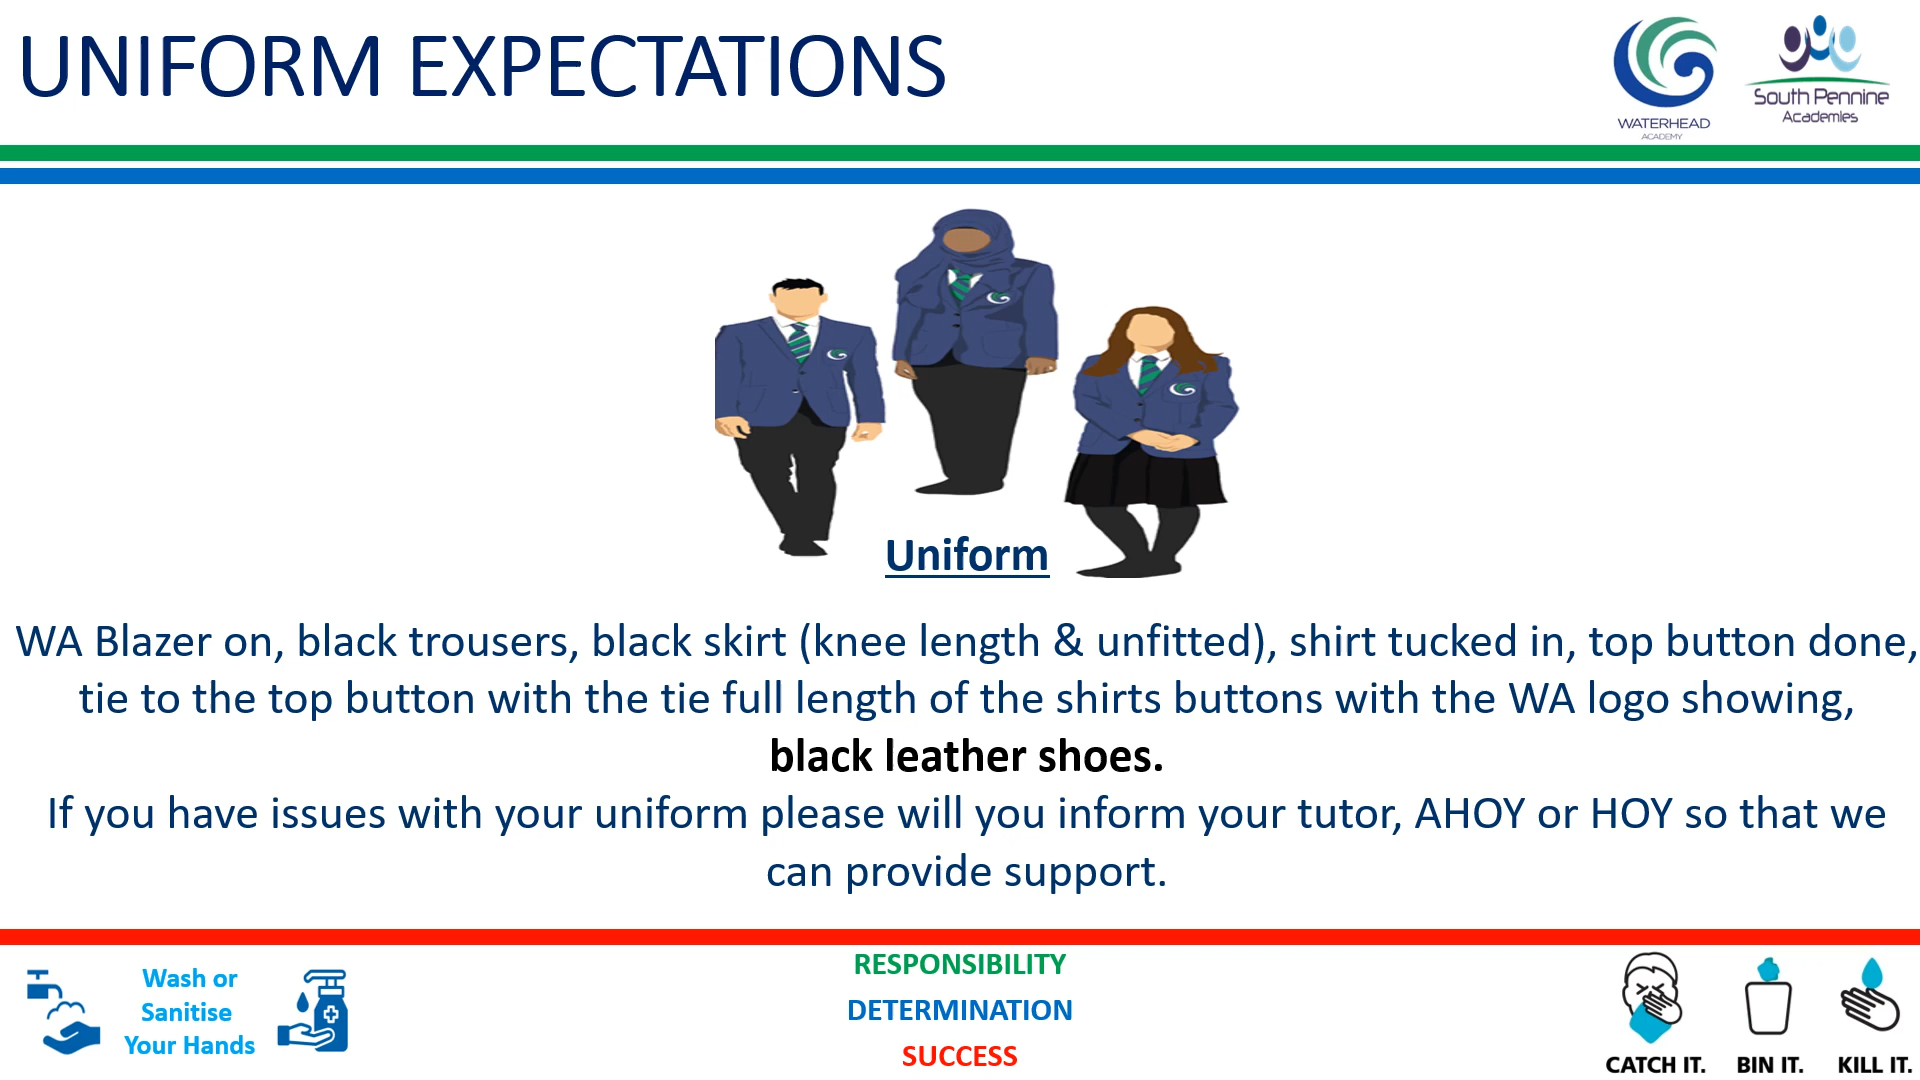 UNIFORM EXPECTATIONS
WATERHEAD
ACADEMY
South Pennine
Academies
Uniform
WA Blazer on, black trousers, black skirt (knee length & unfitted), shirt tucked in, top button done,
tie to the top button with the tie full length of the shirts buttons with the WA logo showing,
black leather shoes.
If you have issues with your uniform please will you inform your tutor, AHOY or HOY so that we
can provide support.
Wash or
Sanitise
Your Hands
RESPONSIBILITY
DETERMINATION
SUCCESS
CATCH IT. BIN IT. KILL IT.